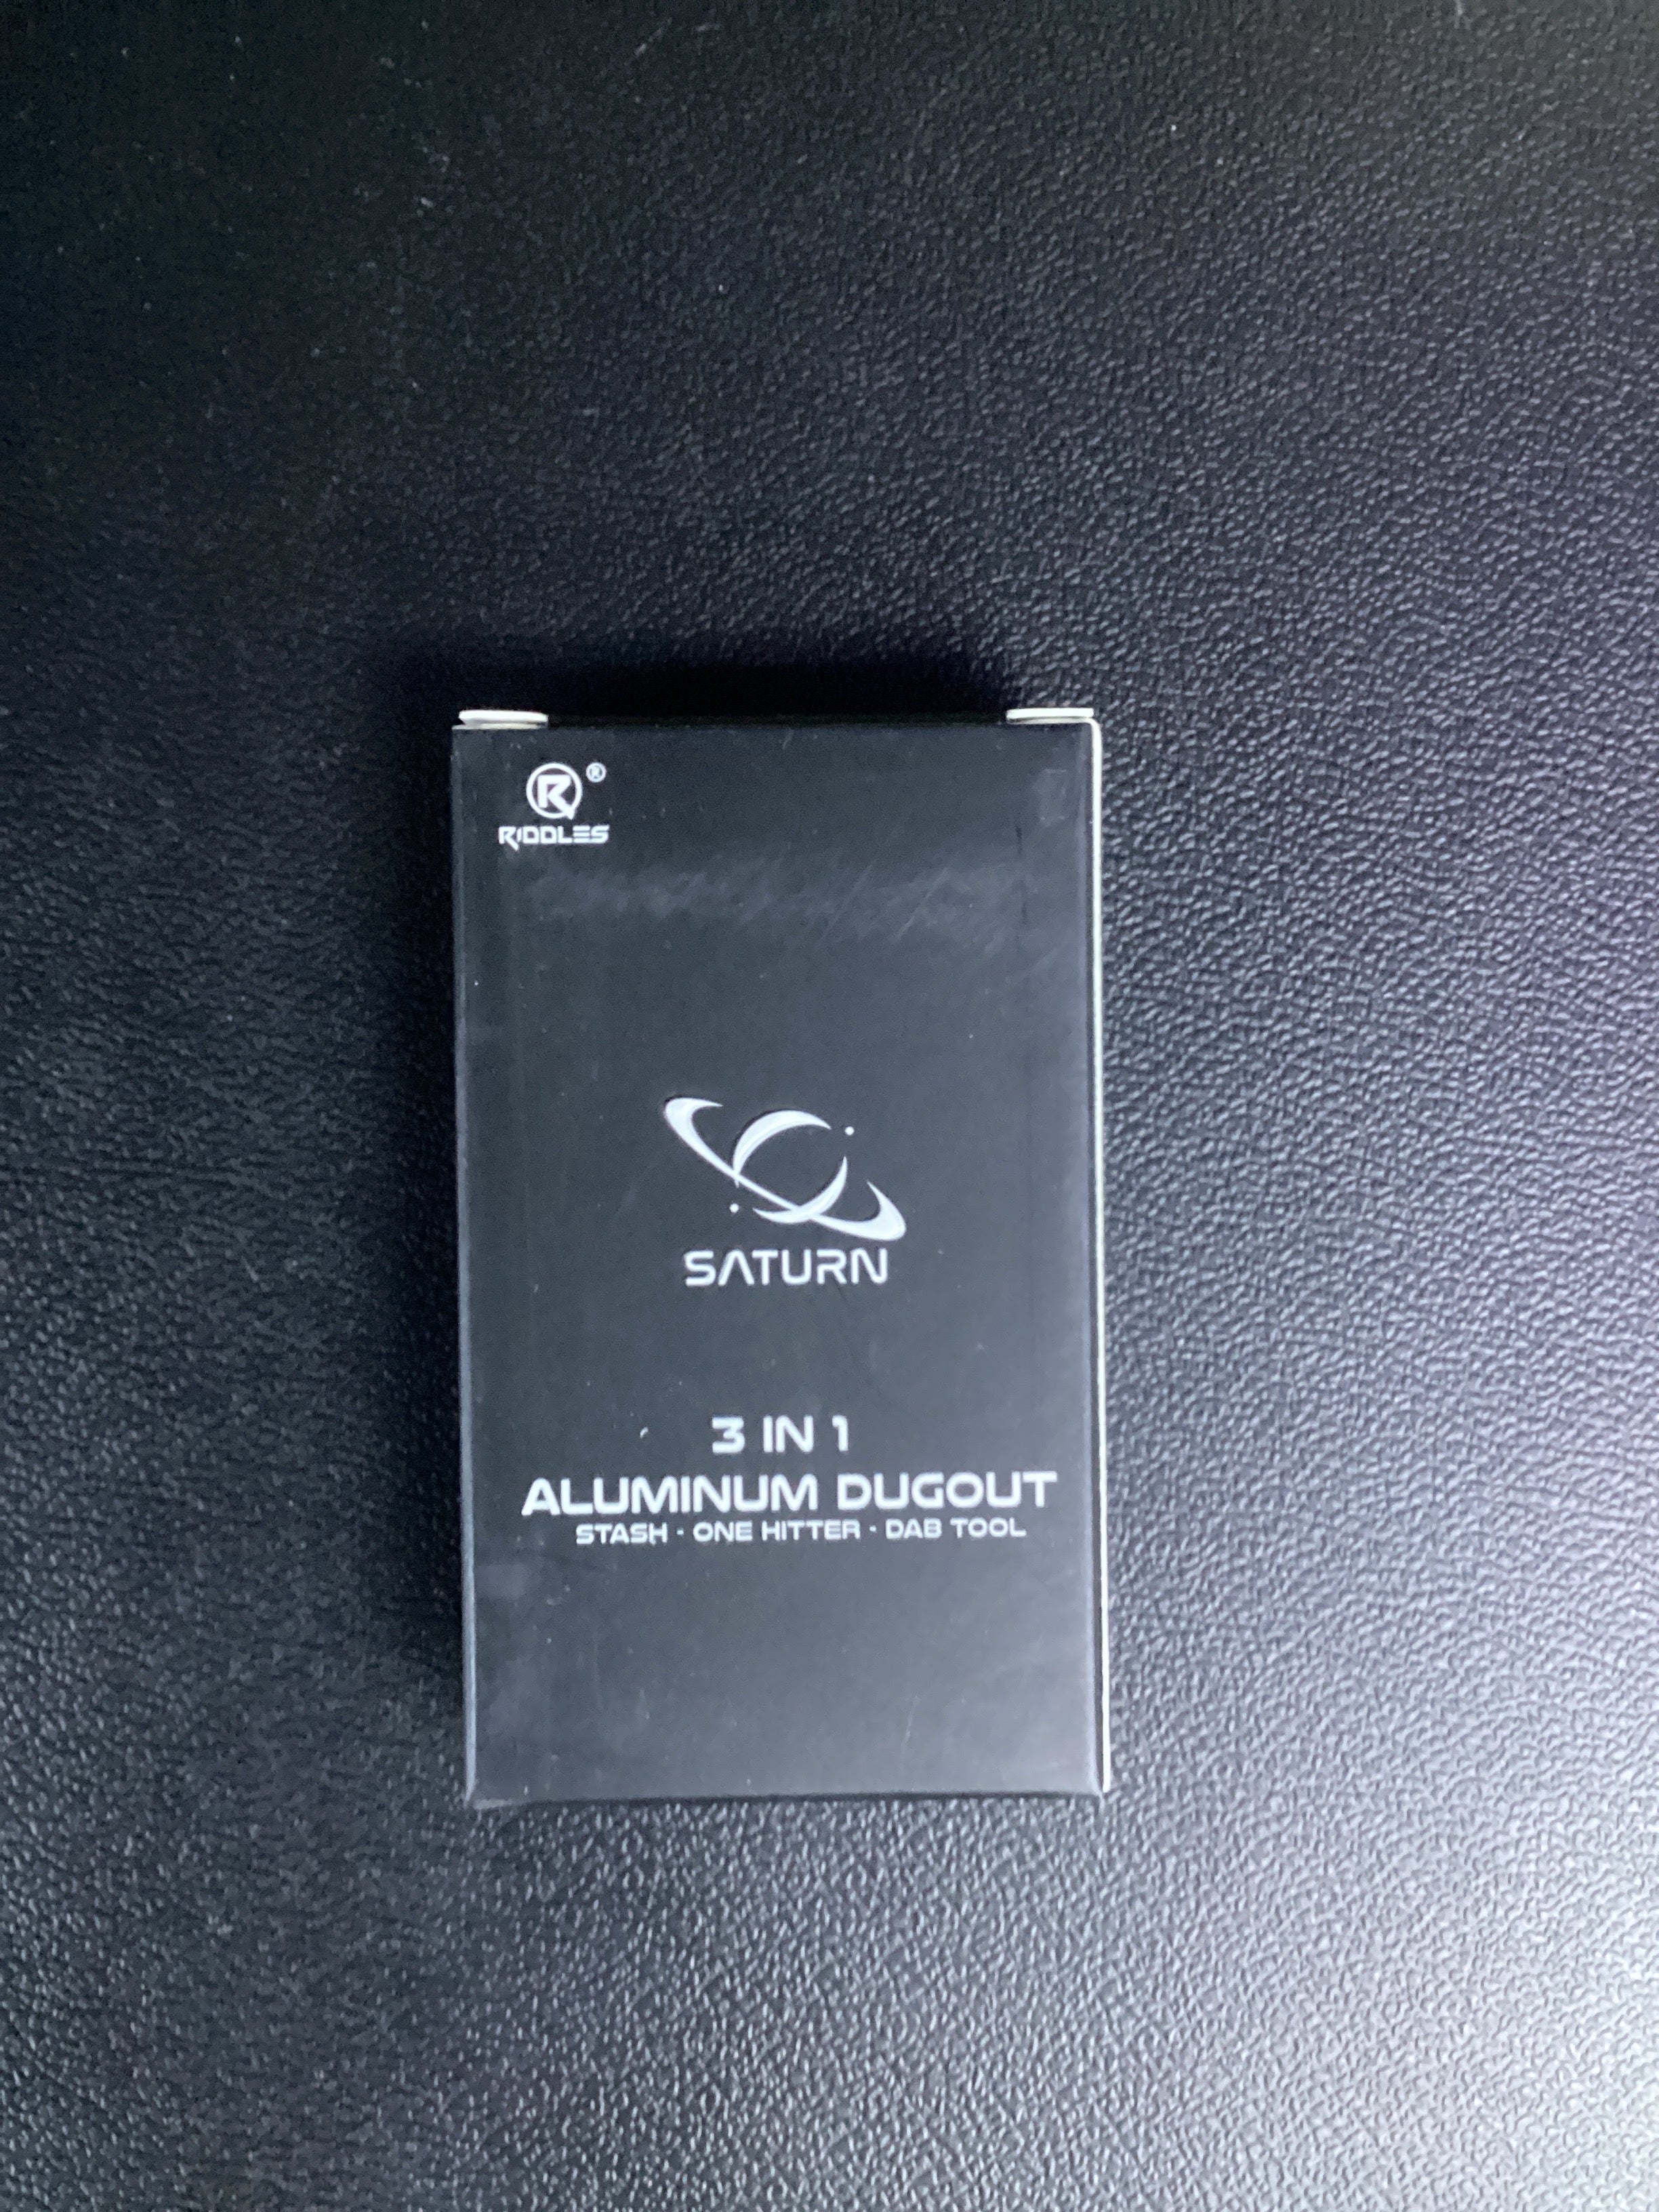 R ®
RIDDLES
SATURN
3 IN 1
ALUMINUM DUGOUT
STASH · ONE HITTER · DAB TOOL